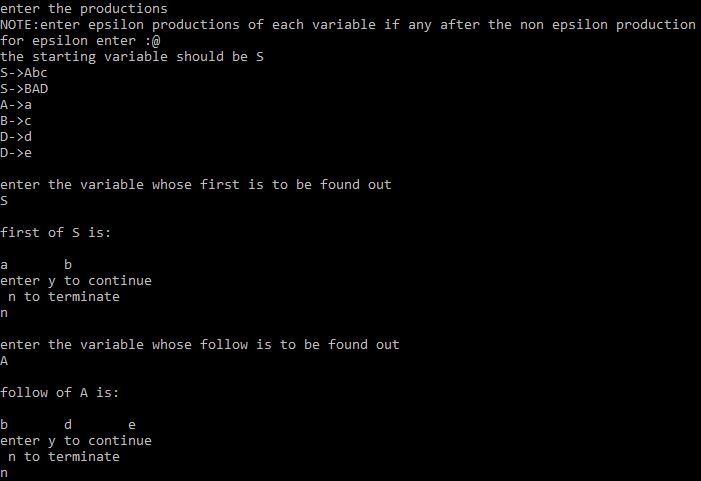 enter the productions
NOTE:enter epsilon productions of each variable if any after the non epsilon production
for epsilon enter :@
the starting variable should be S
S->Abc
S->BAD
A->a
B->c
D->d
D->e
enter the variable whose first is to be found out
S
first of S is:
a b
enter y to continue
n to terminate
n
enter the variable whose follow is to be found out
A
follow of A is:
b d e
enter y to continue
n to terminate
n